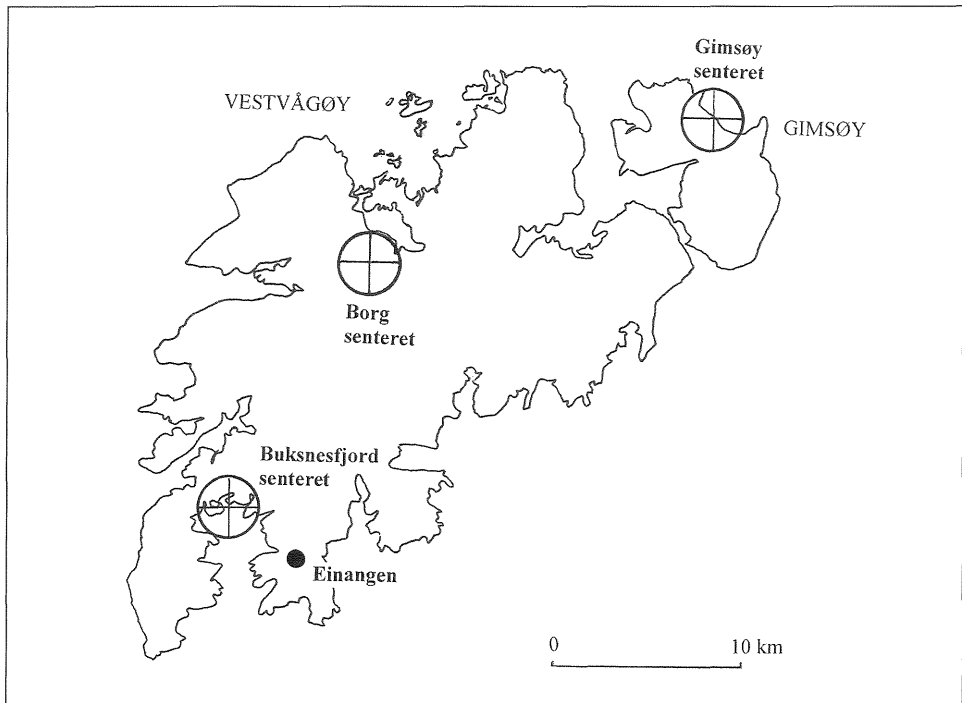 Gimsøy
senteret
VESTVÅGØY
GIMSØY
Borg
senteret
Buksnesfjord
senteret
Einangen
0 10 km